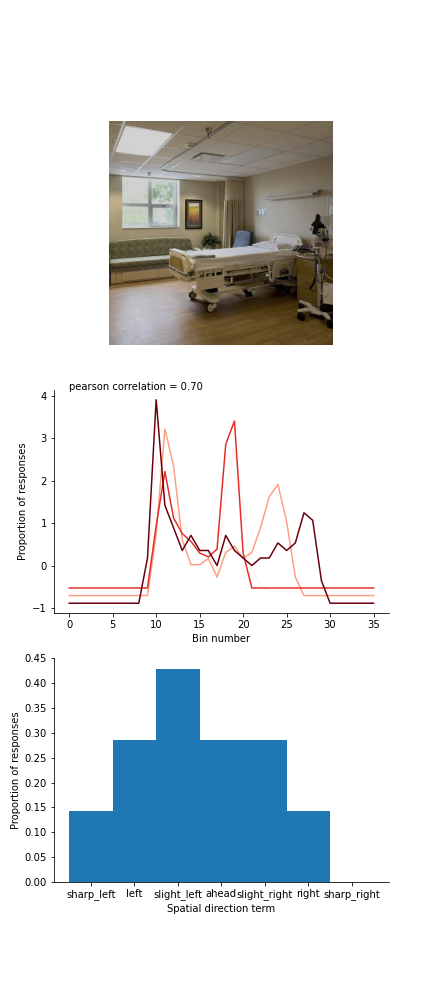 pearson correlation = 0.70
4
3
2
1
0
−1
Proportion of responses
0 5 10 15 20 25 30 35
Bin number
0.45
0.40
0.35
0.30
0.25
0.20
0.15
0.10
0.05
0.00
Proportion of responses
sharp_left left slight_left ahead slight_right right sharp_right
Spatial direction term